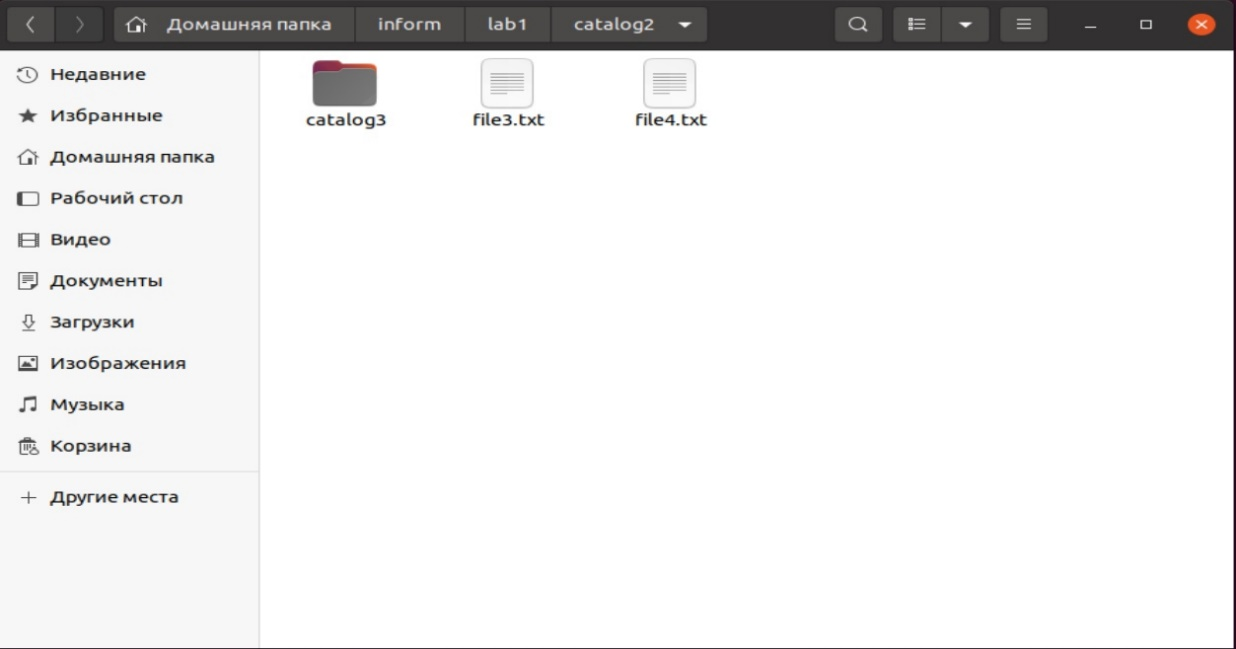 Домашняя папка inform lab1 catalog2
Недавние
Избранные
Домашняя папка
Рабочий стол
Видео
Документы
Загрузки
Изображения
Музыка
Корзина
Другие места
catalog3 file3.txt file4.txt